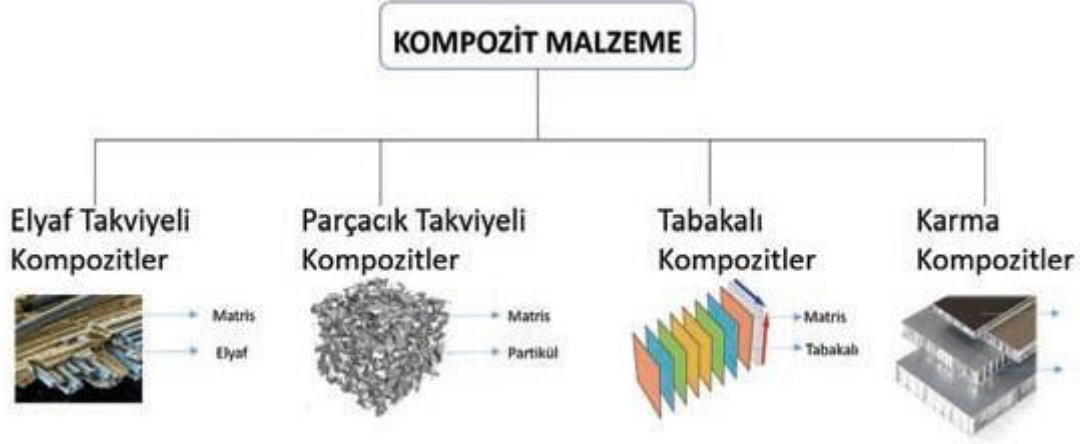 KOMPOZİT MALZEME
Elyaf Takviyeli
Kompozitler
Parçacık Takviyeli
Kompozitler
Tabakalı
Kompozitler
Karma
Kompozitler
Matris
Elyaf
Matris
Partikül
Matris
Tabakalı